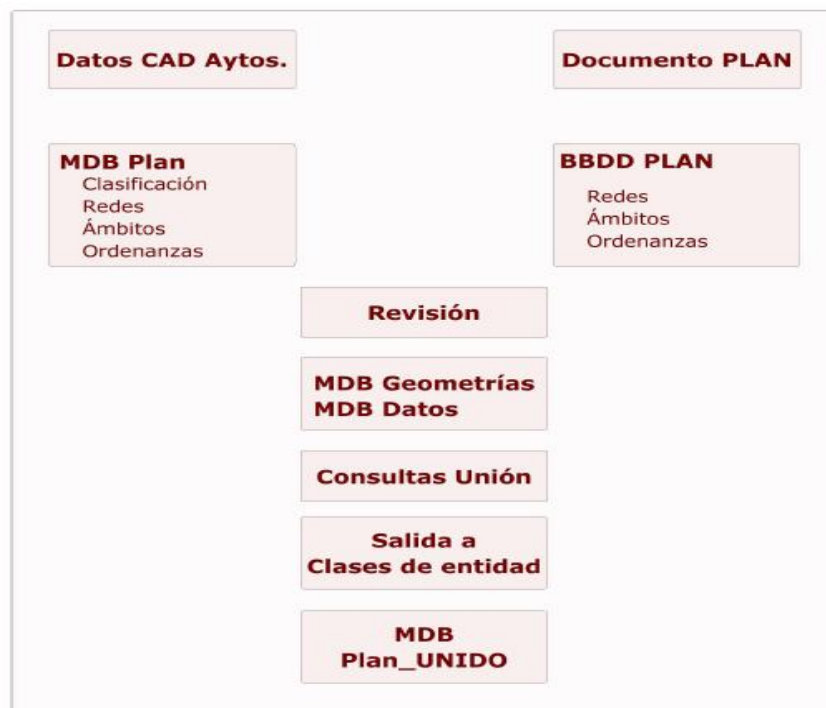 Datos CAD Aytos.
Documento PLAN
MDB Plan
Clasificación
Redes
Ámbitos
Ordenanzas
BBDD PLAN
Redes
Ámbitos
Ordenanzas
Revisión
MDB Geometrías
MDB Datos
Consultas Unión
Salida a
Clases de entidad
MDB
Plan_UNIDO